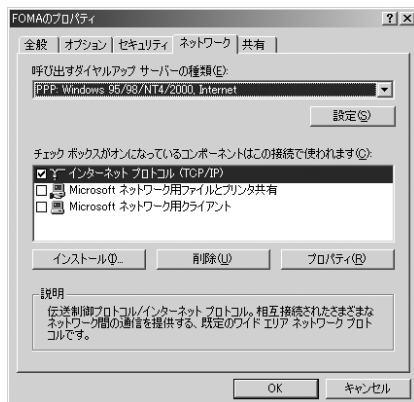 FOMAのプロパティ
全般 オプション セキュリティ ネットワーク 共有
呼び出すダイヤルアップ サーバーの種類(E):
PPP: Windows 95/98/NT4/2000, Internet
設定(S)
チェック ボックスがオンになっているコンポーネントはこの接続で使われます(C):
インターネット プロトコル (TCP/IP)
Microsoft ネットワーク用ファイルとプリンタ共有
Microsoft ネットワーク用クライアント
インストール(I)... 削除(U) プロパティ(R)
説明
伝送制御プロトコル/インターネット プロトコル。相互接続されたさまざまな
ネットワーク間の通信を提供する、既定のワイド エリア ネットワーク プロト
コルです。
OK キャンセル